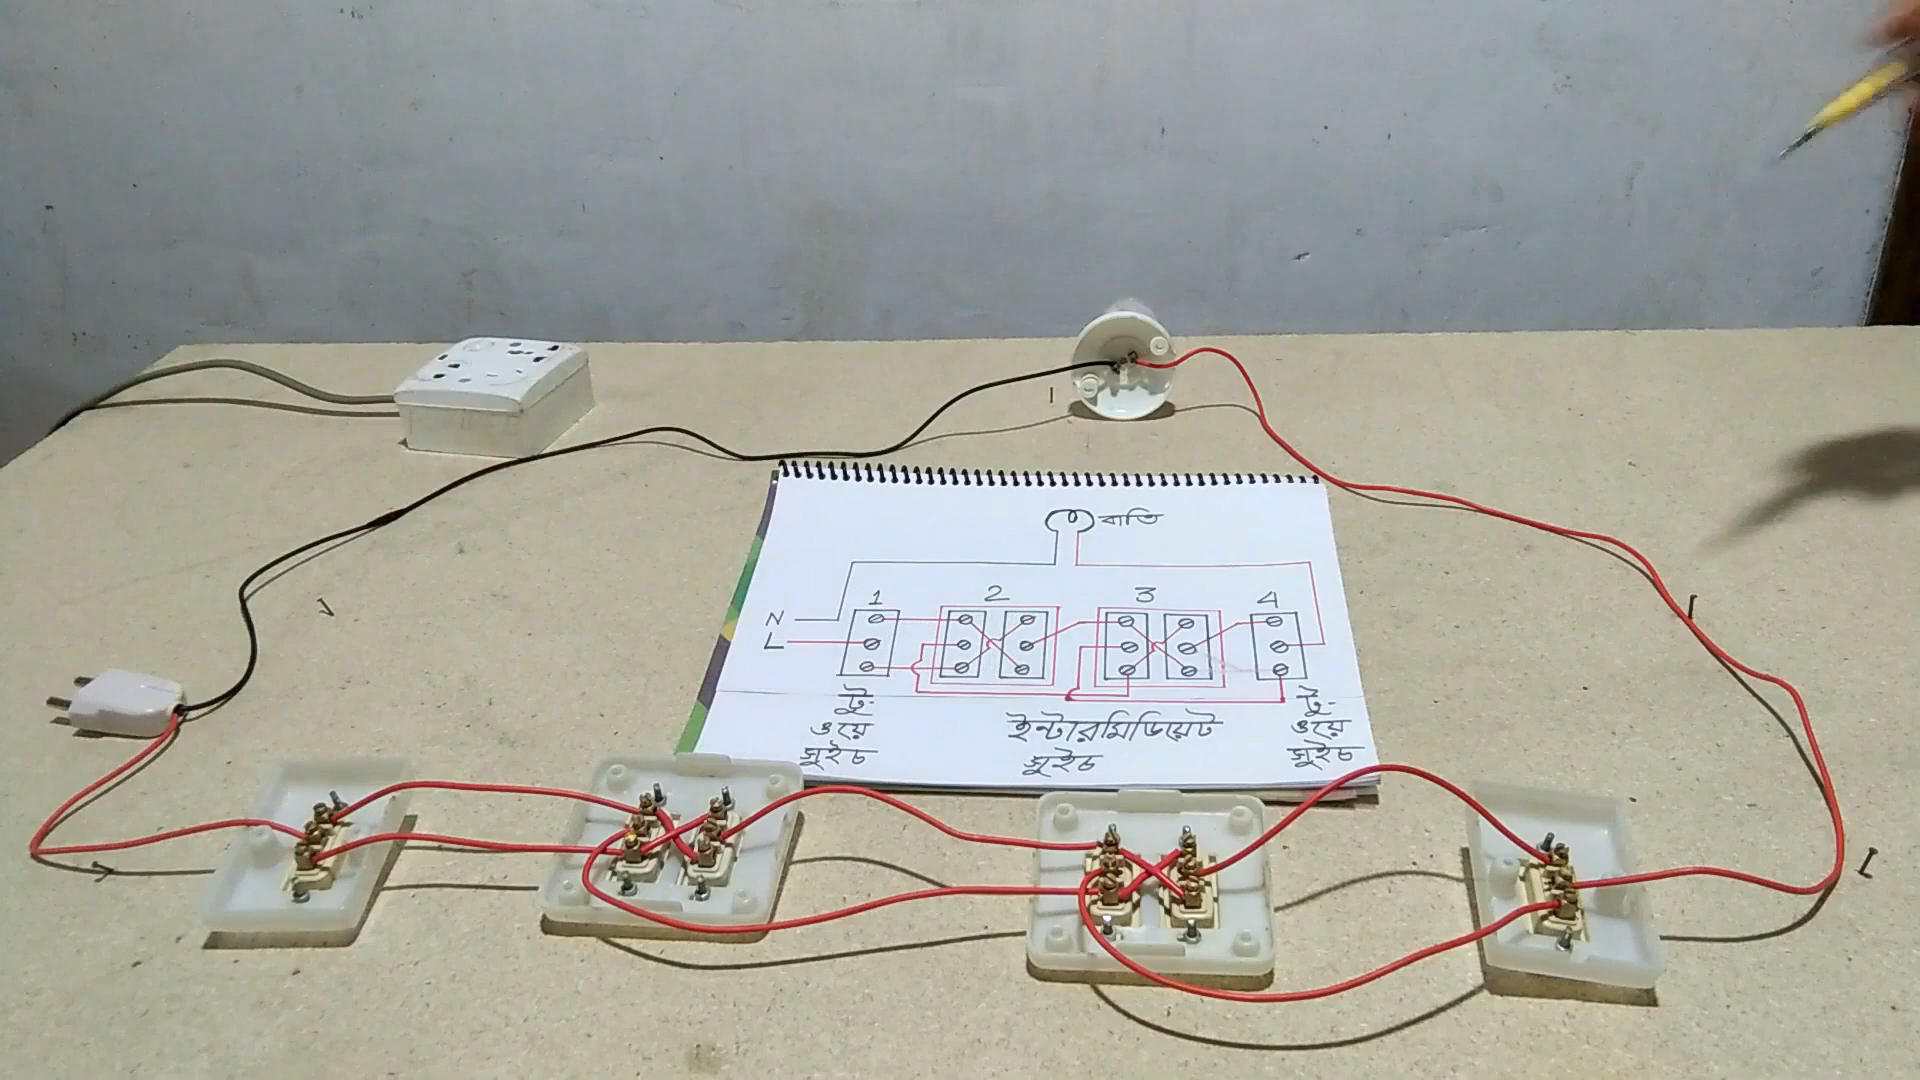 বাতি
1 2 3 4
N
L
টু-
ওয়ে
সুইচ
ইন্টারমিডিয়েট
সুইচ
টু-
ওয়ে
সুইচ